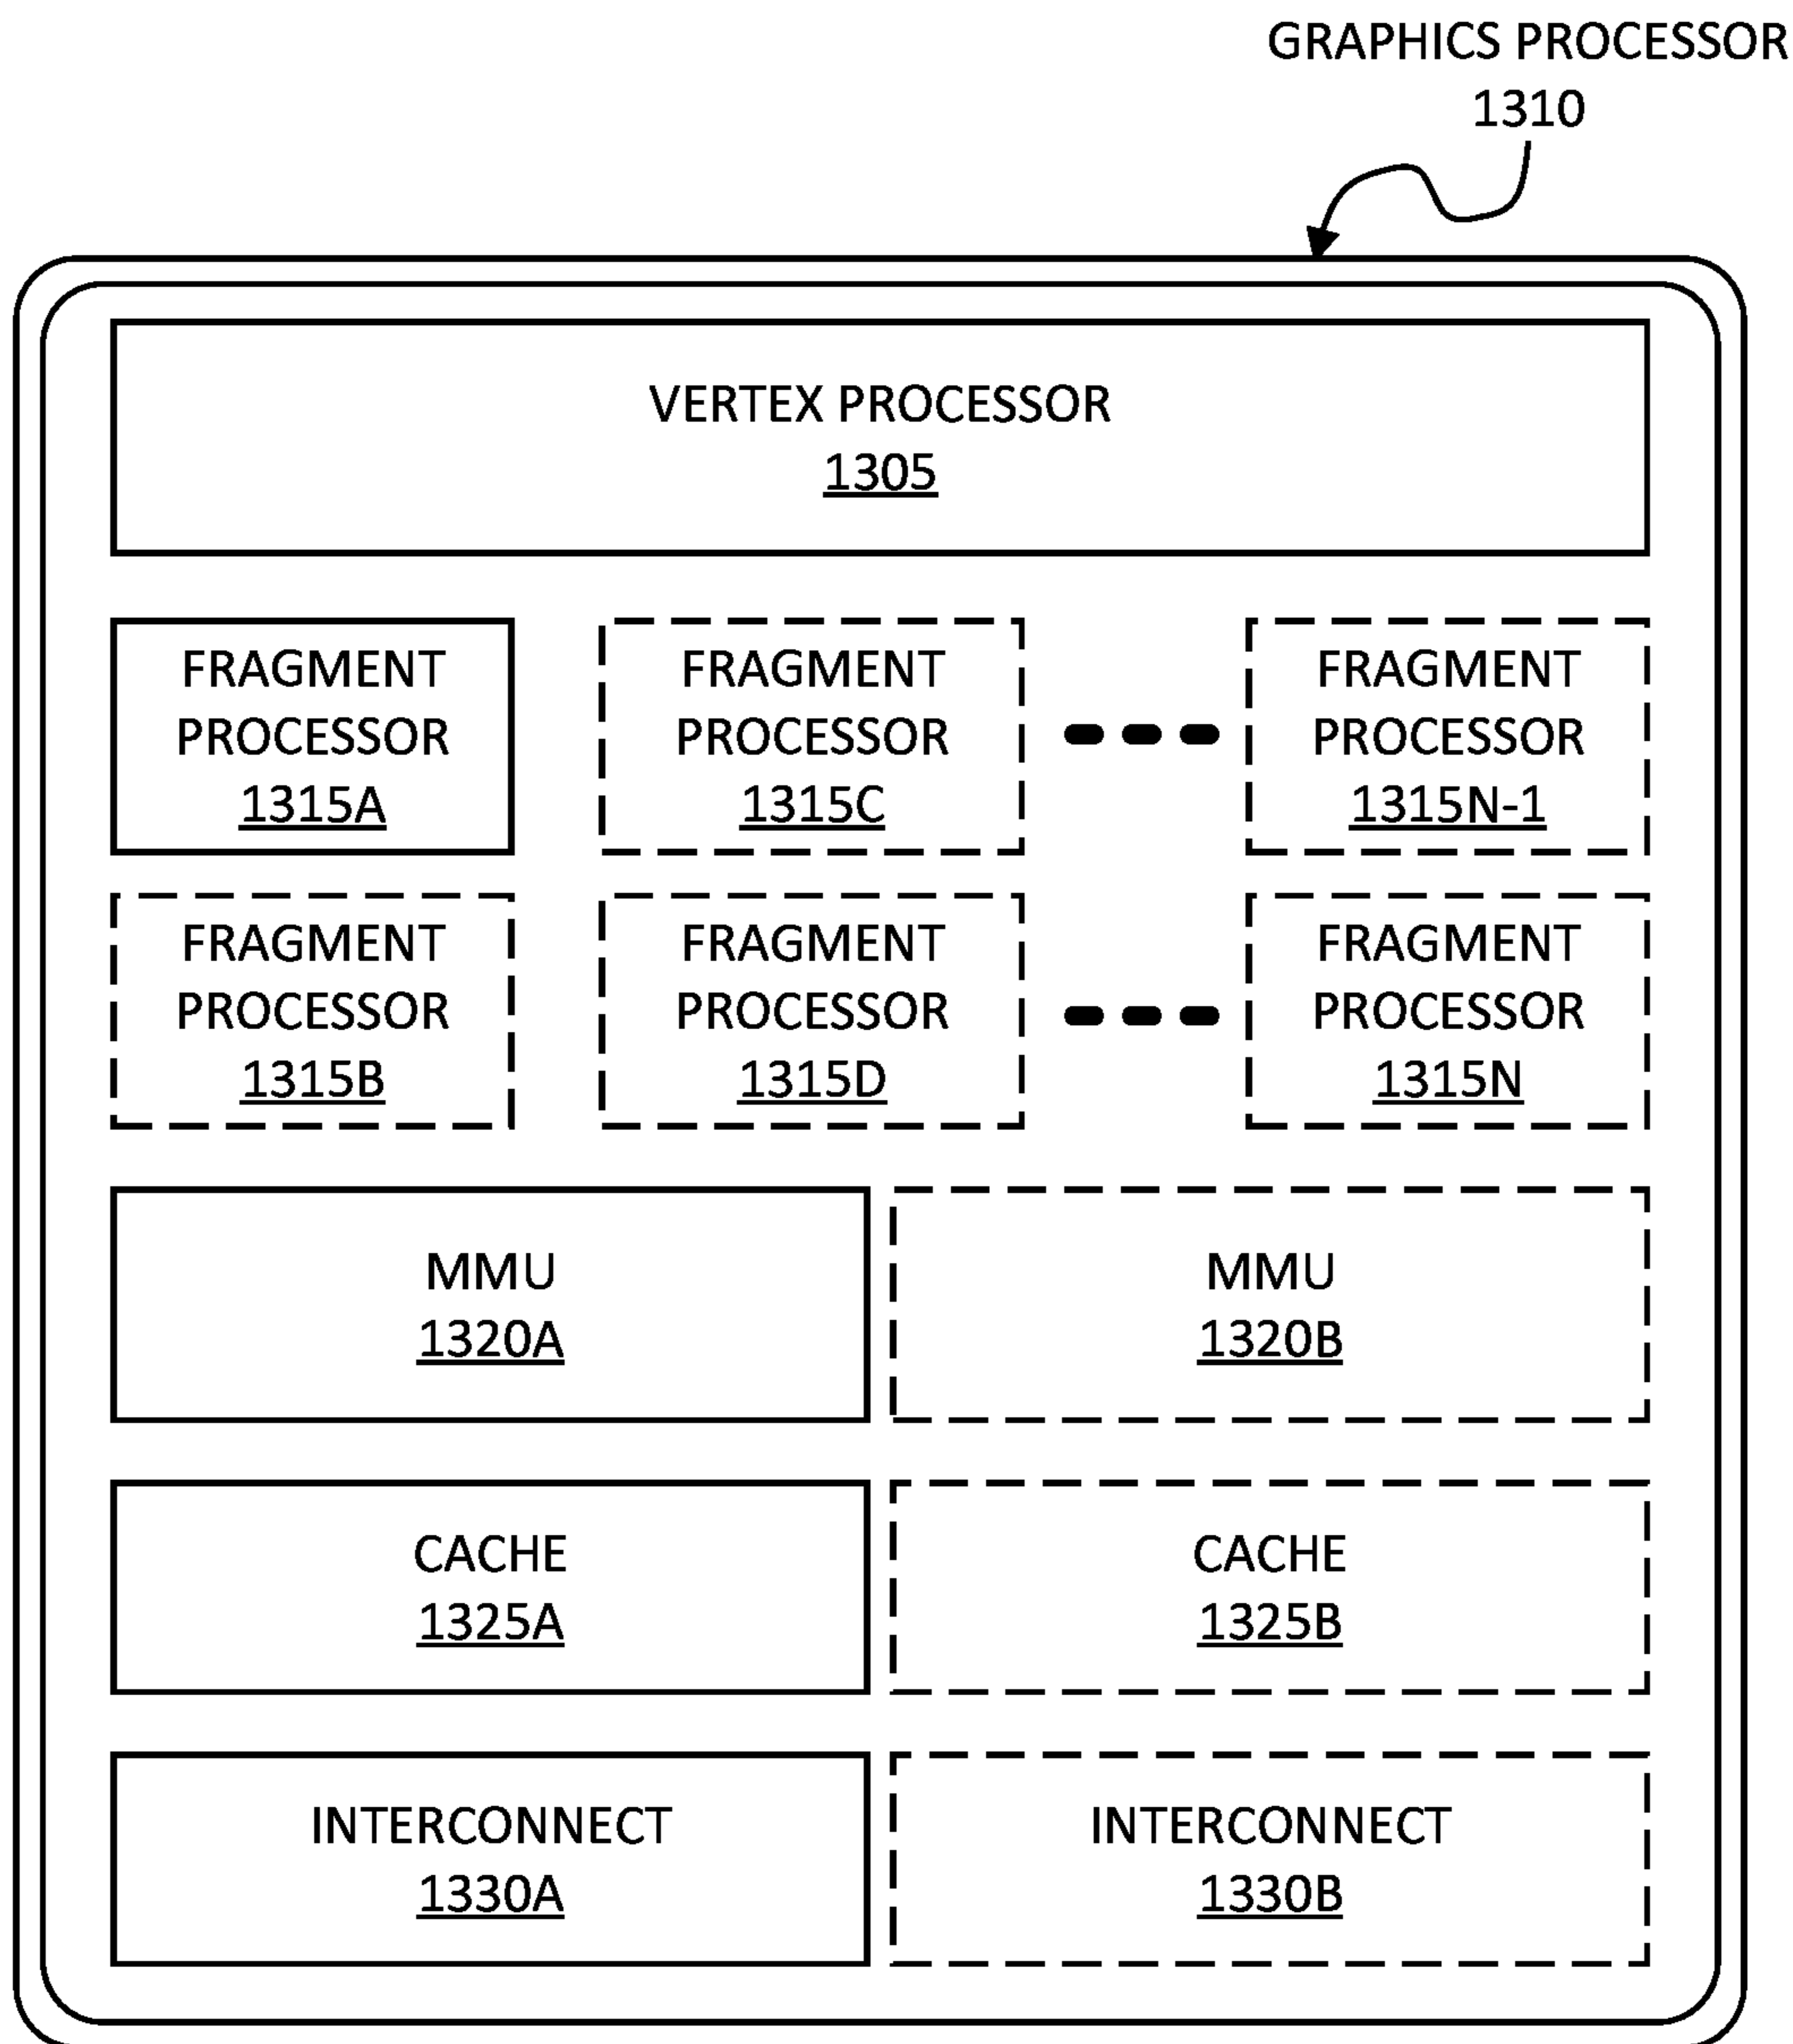 GRAPHICS PROCESSOR
1310
VERTEX PROCESSOR
1305
FRAGMENT
PROCESSOR
1315A
FRAGMENT
PROCESSOR
1315C
FRAGMENT
PROCESSOR
1315N-1
FRAGMENT
PROCESSOR
1315B
FRAGMENT
PROCESSOR
1315D
FRAGMENT
PROCESSOR
1315N
MMU
1320A
MMU
1320B
CACHE
1325A
CACHE
1325B
INTERCONNECT
1330A
INTERCONNECT
1330B